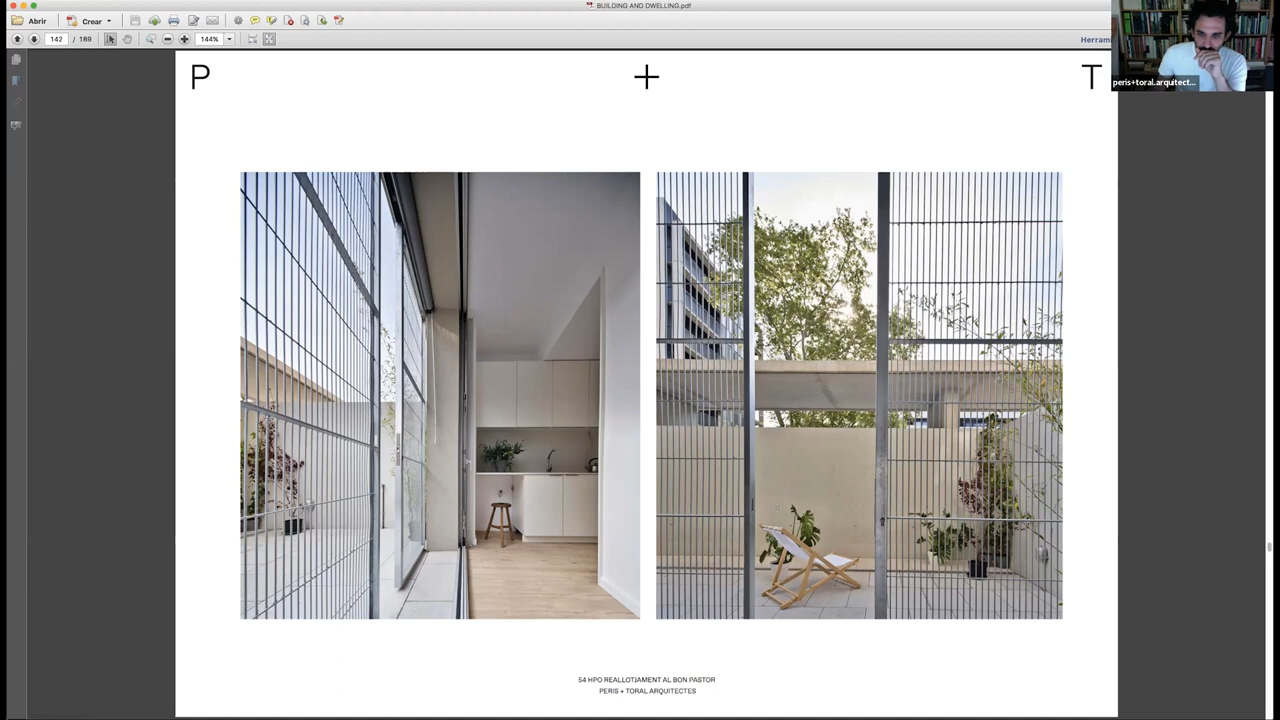 BUILDING AND DWELLING.pdf
Abrir
Crear
142 / 189
144%
Herrami
peris+toral.arquitect...
P + T
54 HPO REALLOTJAMENT AL BON PASTOR
PERIS + TORAL ARQUITECTES